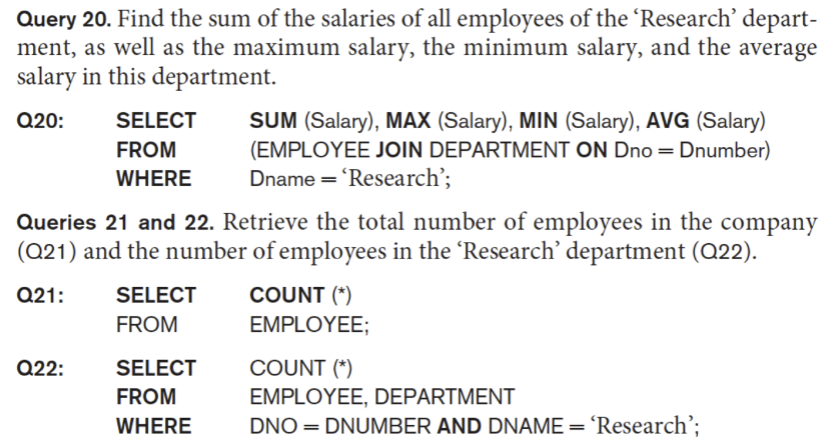 Query 20. Find the sum of the salaries of all employees of the ‘Research’ depart-
ment, as well as the maximum salary, the minimum salary, and the average
salary in this department.
Q20: SELECT SUM (Salary), MAX (Salary), MIN (Salary), AVG (Salary)
FROM (EMPLOYEE JOIN DEPARTMENT ON Dno = Dnumber)
WHERE Dname = ‘Research’;
Queries 21 and 22. Retrieve the total number of employees in the company
(Q21) and the number of employees in the ‘Research’ department (Q22).
Q21: SELECT COUNT (*)
FROM EMPLOYEE;
Q22: SELECT COUNT (*)
FROM EMPLOYEE, DEPARTMENT
WHERE DNO = DNUMBER AND DNAME = ‘Research’;